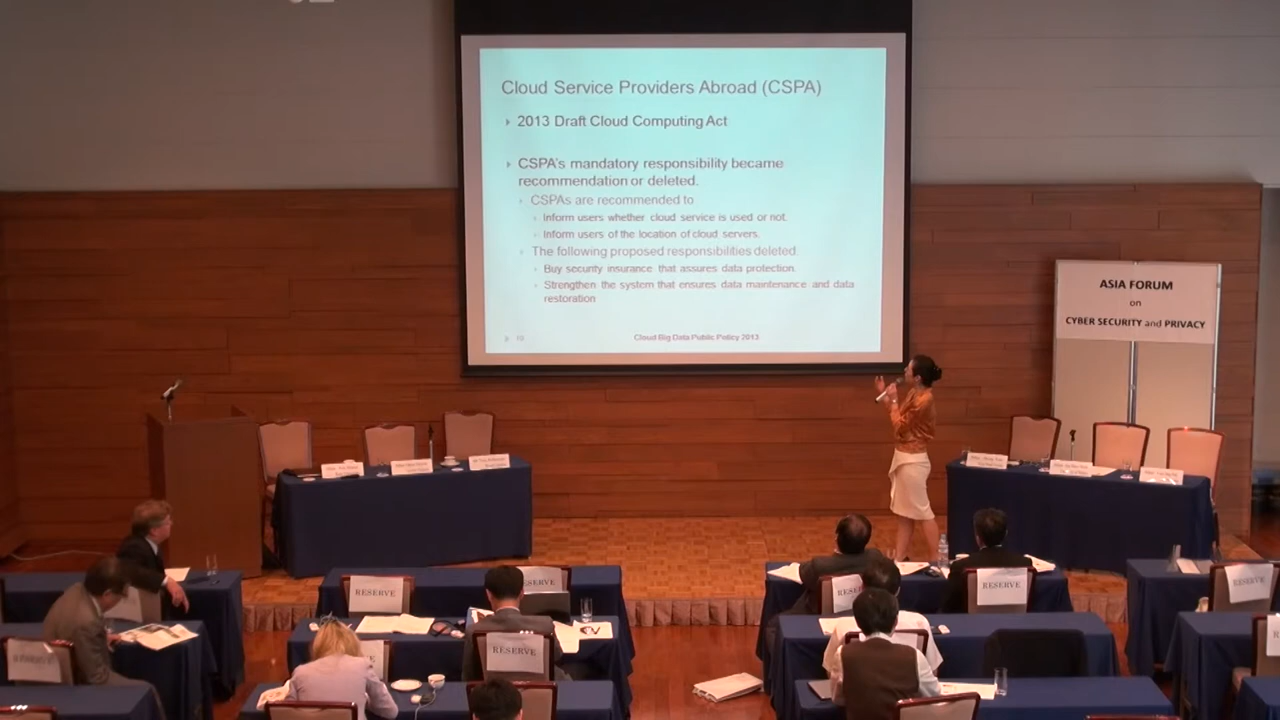 Cloud Service Providers Abroad (CSPA)
2013 Draft Cloud Computing Act
CSPA's mandatory responsibility became
recommendation or deleted.
CSPAs are recommended to
Inform users whether cloud service is used or not.
Inform users of the location of cloud servers.
The following proposed responsibilities deleted.
Buy security insurance that assures data protection.
Strengthen the system that ensures data maintenance and data
restoration
Cloud Big Data Public Policy 2013
ASIA FORUM
on
CYBER SECURITY and PRIVACY
RESERVE
RESERVE
RESERVE
RESERVE
RESERVE
RESERVE
RESERVE